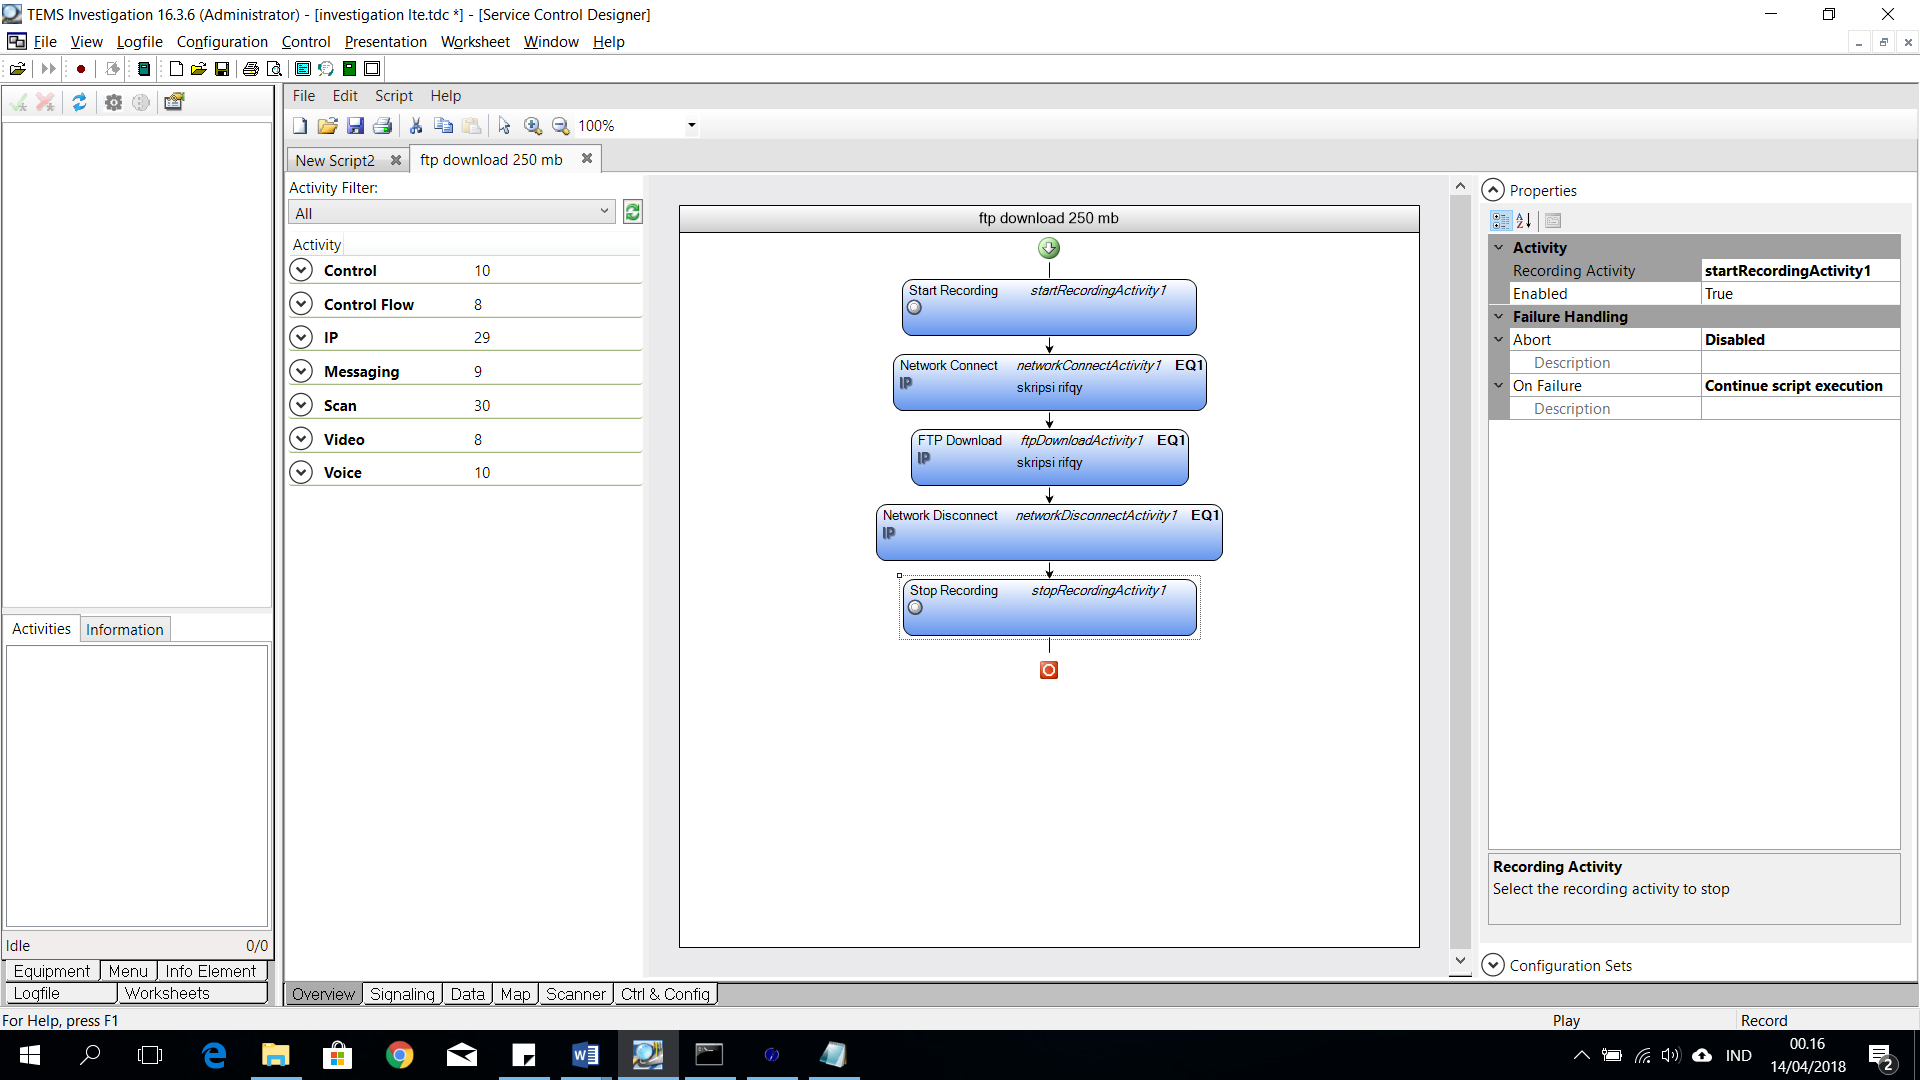 TEMS Investigation 16.3.6 (Administrator) - [investigation lte.tdc *] - [Service Control Designer]
File View Logfile Configuration Control Presentation Worksheet Window Help
File Edit Script Help
100%
New Script2
ftp download 250 mb
Activity Filter:
All
Activity
Control 10
Control Flow 8
IP 29
Messaging 9
Scan 30
Video 8
Voice 10
ftp download 250 mb
Start Recording startRecordingActivity1
Network Connect networkConnectActivity1 EQ1
IP skripsi rifqy
FTP Download ftpDownloadActivity1 EQ1
IP skripsi rifqy
Network Disconnect networkDisconnectActivity1 EQ1
IP
Stop Recording stopRecordingActivity1
Properties
Activity
Recording Activity startRecordingActivity1
Enabled True
Failure Handling
Abort Disabled
Description
On Failure Continue script execution
Description
Recording Activity
Select the recording activity to stop
Configuration Sets
Activities Information
Idle 0/0
Equipment Menu Info Element
Logfile Worksheets
Overview Signaling Data Map Scanner Ctrl & Config
For Help, press F1
Play Record
IND
00.16
14/04/2018
2